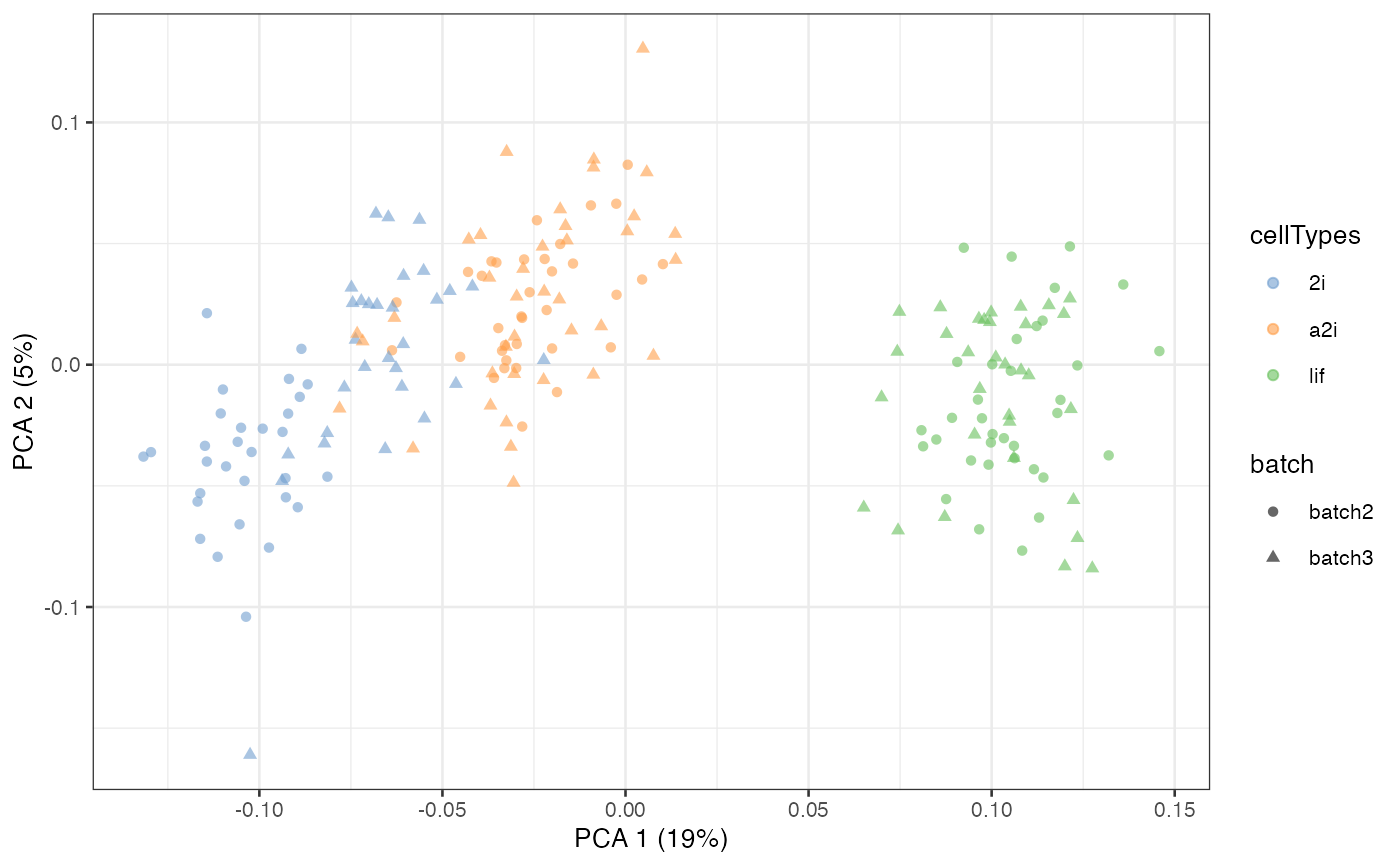 PCA 2 (5%)
0.1
0.0
-0.1
-0.10
-0.05
0.00
0.05
0.10
0.15
PCA 1 (19%)
cellTypes
2i
a2i
lif
batch
batch2
batch3